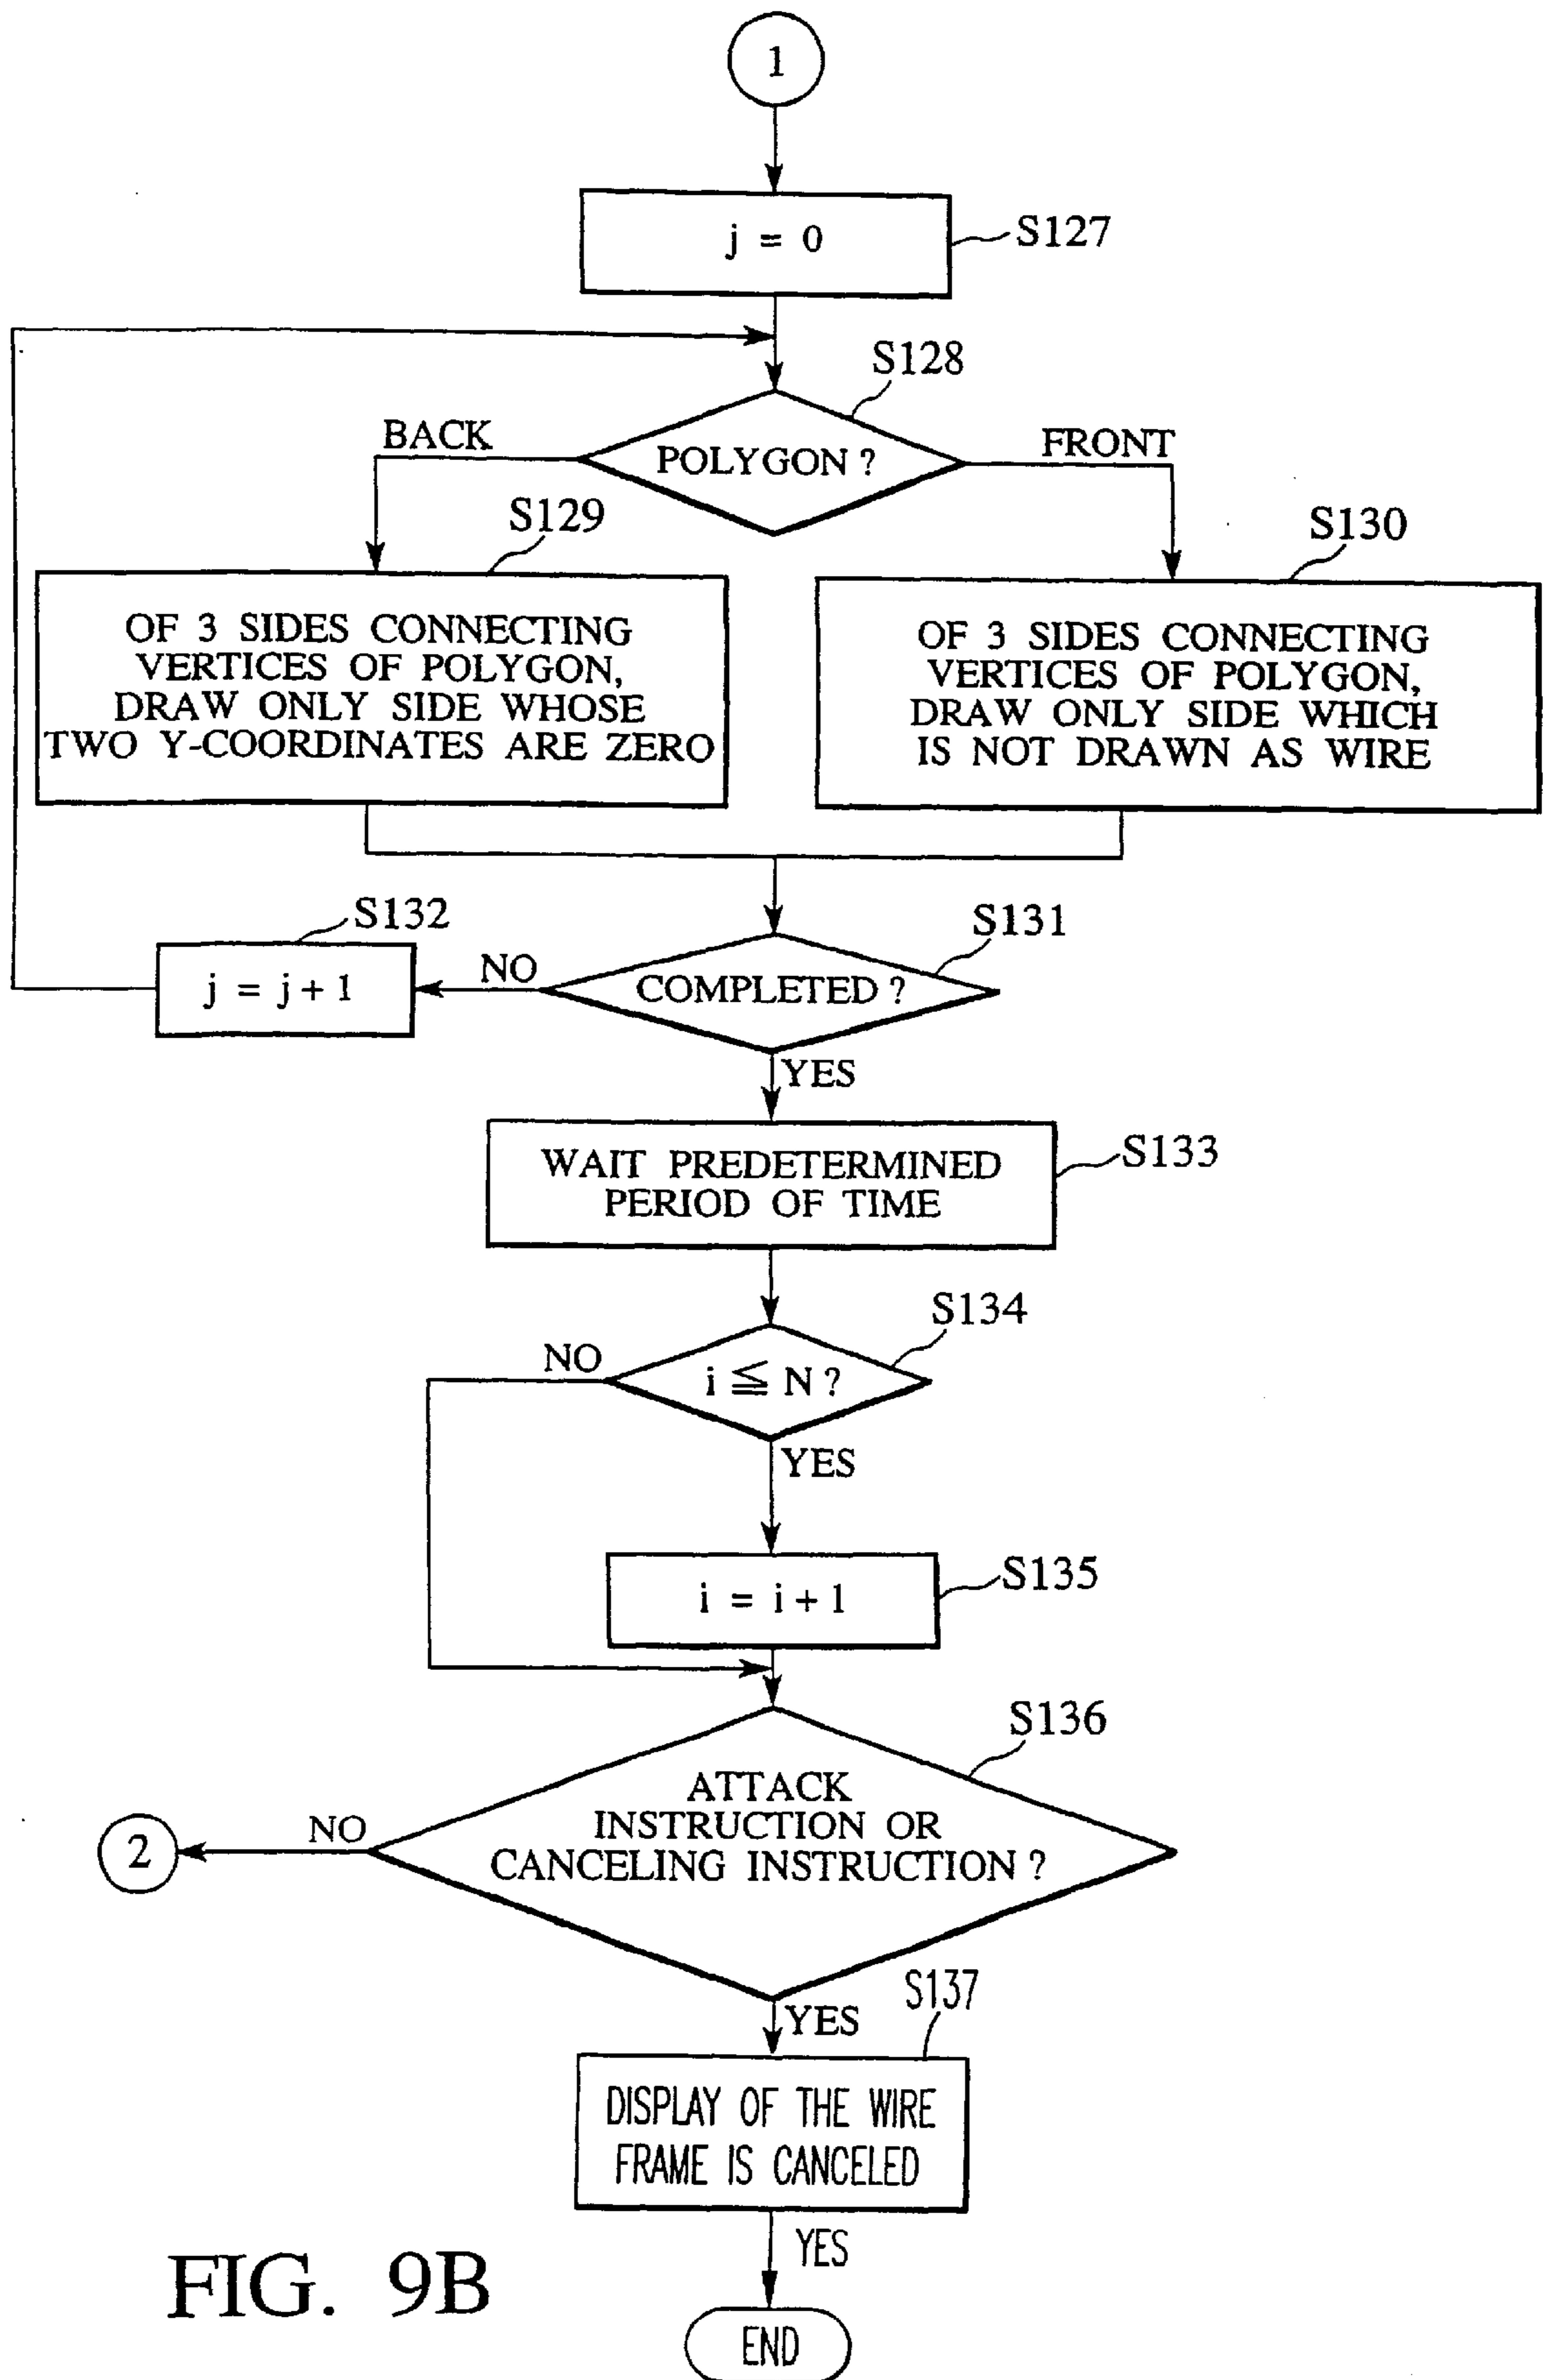 1
j = 0
S127
S128
BACK
POLYGON ?
FRONT
S129
S130
OF 3 SIDES CONNECTING
VERTICES OF POLYGON,
DRAW ONLY SIDE WHOSE
TWO Y-COORDINATES ARE ZERO
OF 3 SIDES CONNECTING
VERTICES OF POLYGON,
DRAW ONLY SIDE WHICH
IS NOT DRAWN AS WIRE
S132
S131
j = j + 1
NO
COMPLETED ?
YES
WAIT PREDETERMINED
PERIOD OF TIME
S133
S134
NO
i ≦ N ?
YES
i = i + 1
S135
S136
ATTACK
INSTRUCTION OR
CANCELING INSTRUCTION ?
NO
2
YES
S137
DISPLAY OF THE WIRE
FRAME IS CANCELED
YES
END
FIG. 9B